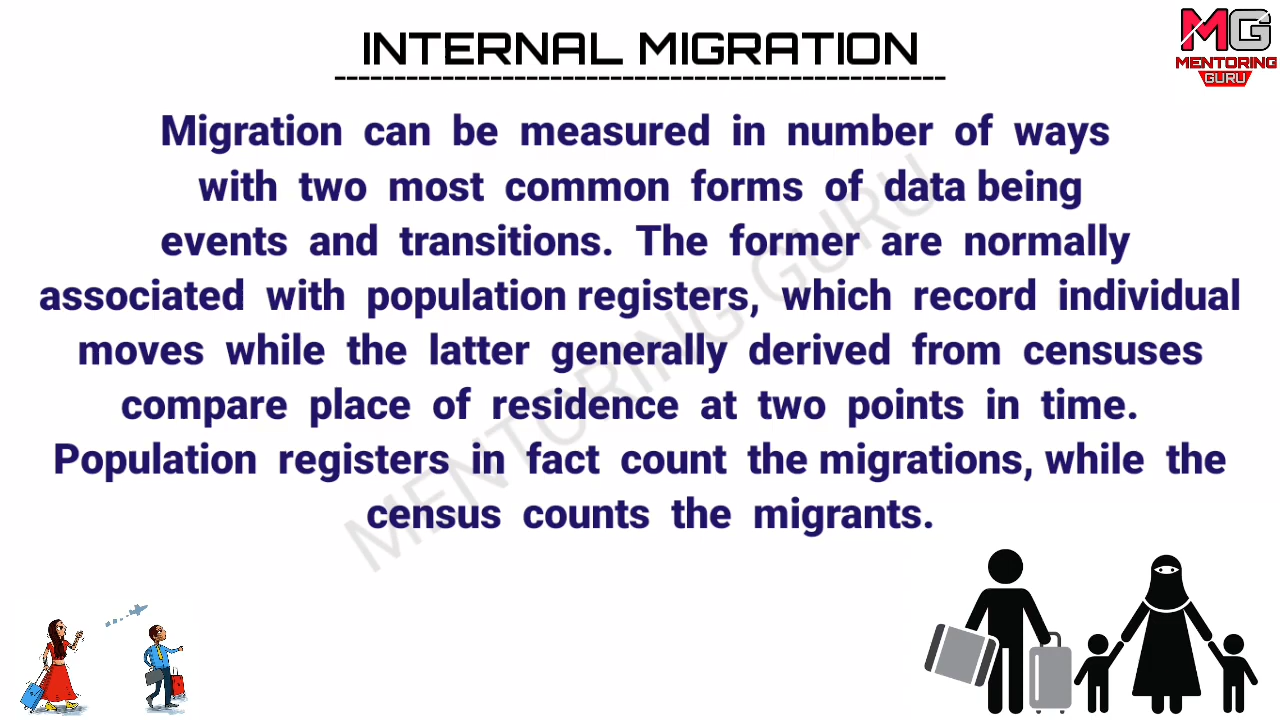 INTERNAL MIGRATION
MG
MENTORING
GURU
Migration can be measured in number of ways
with two most common forms of data being
events and transitions. The former are normally
associated with population registers, which record individual
moves while the latter generally derived from censuses
compare place of residence at two points in time.
Population registers in fact count the migrations, while the
census counts the migrants.
MENTORING GURU